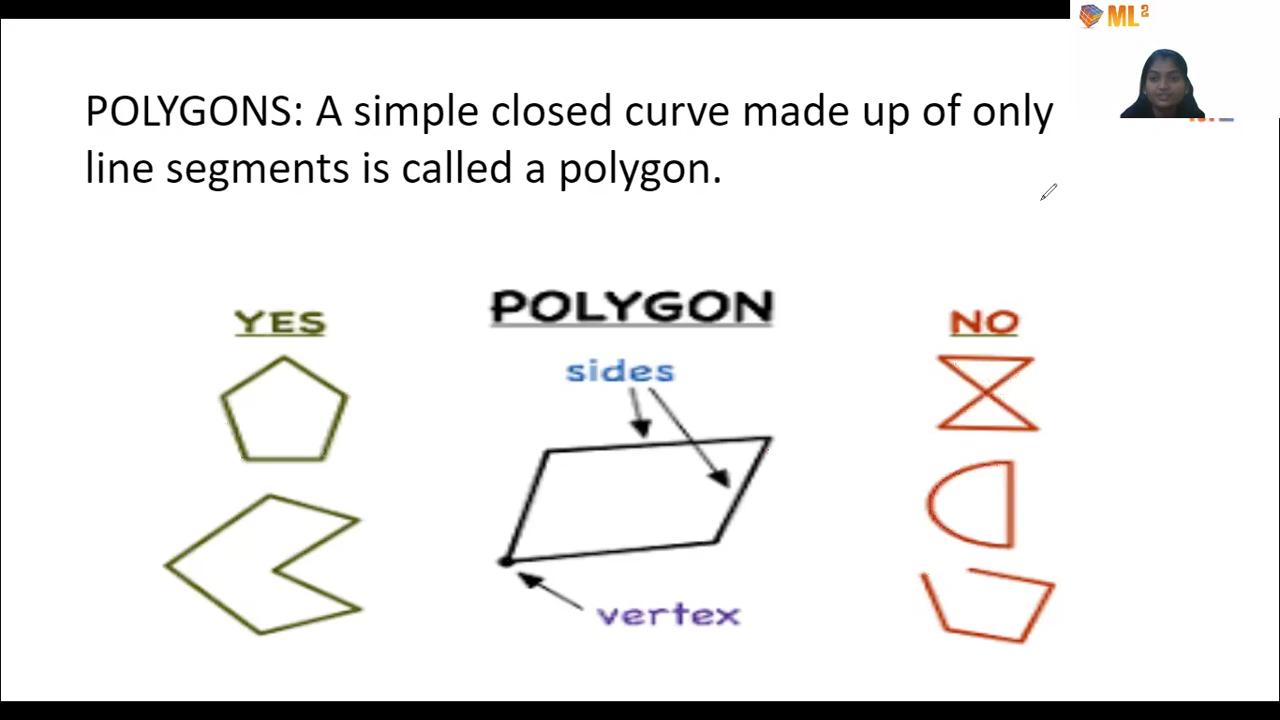 ML²
POLYGONS: A simple closed curve made up of only
line segments is called a polygon.
POLYGON
YES
NO
sides
vertex